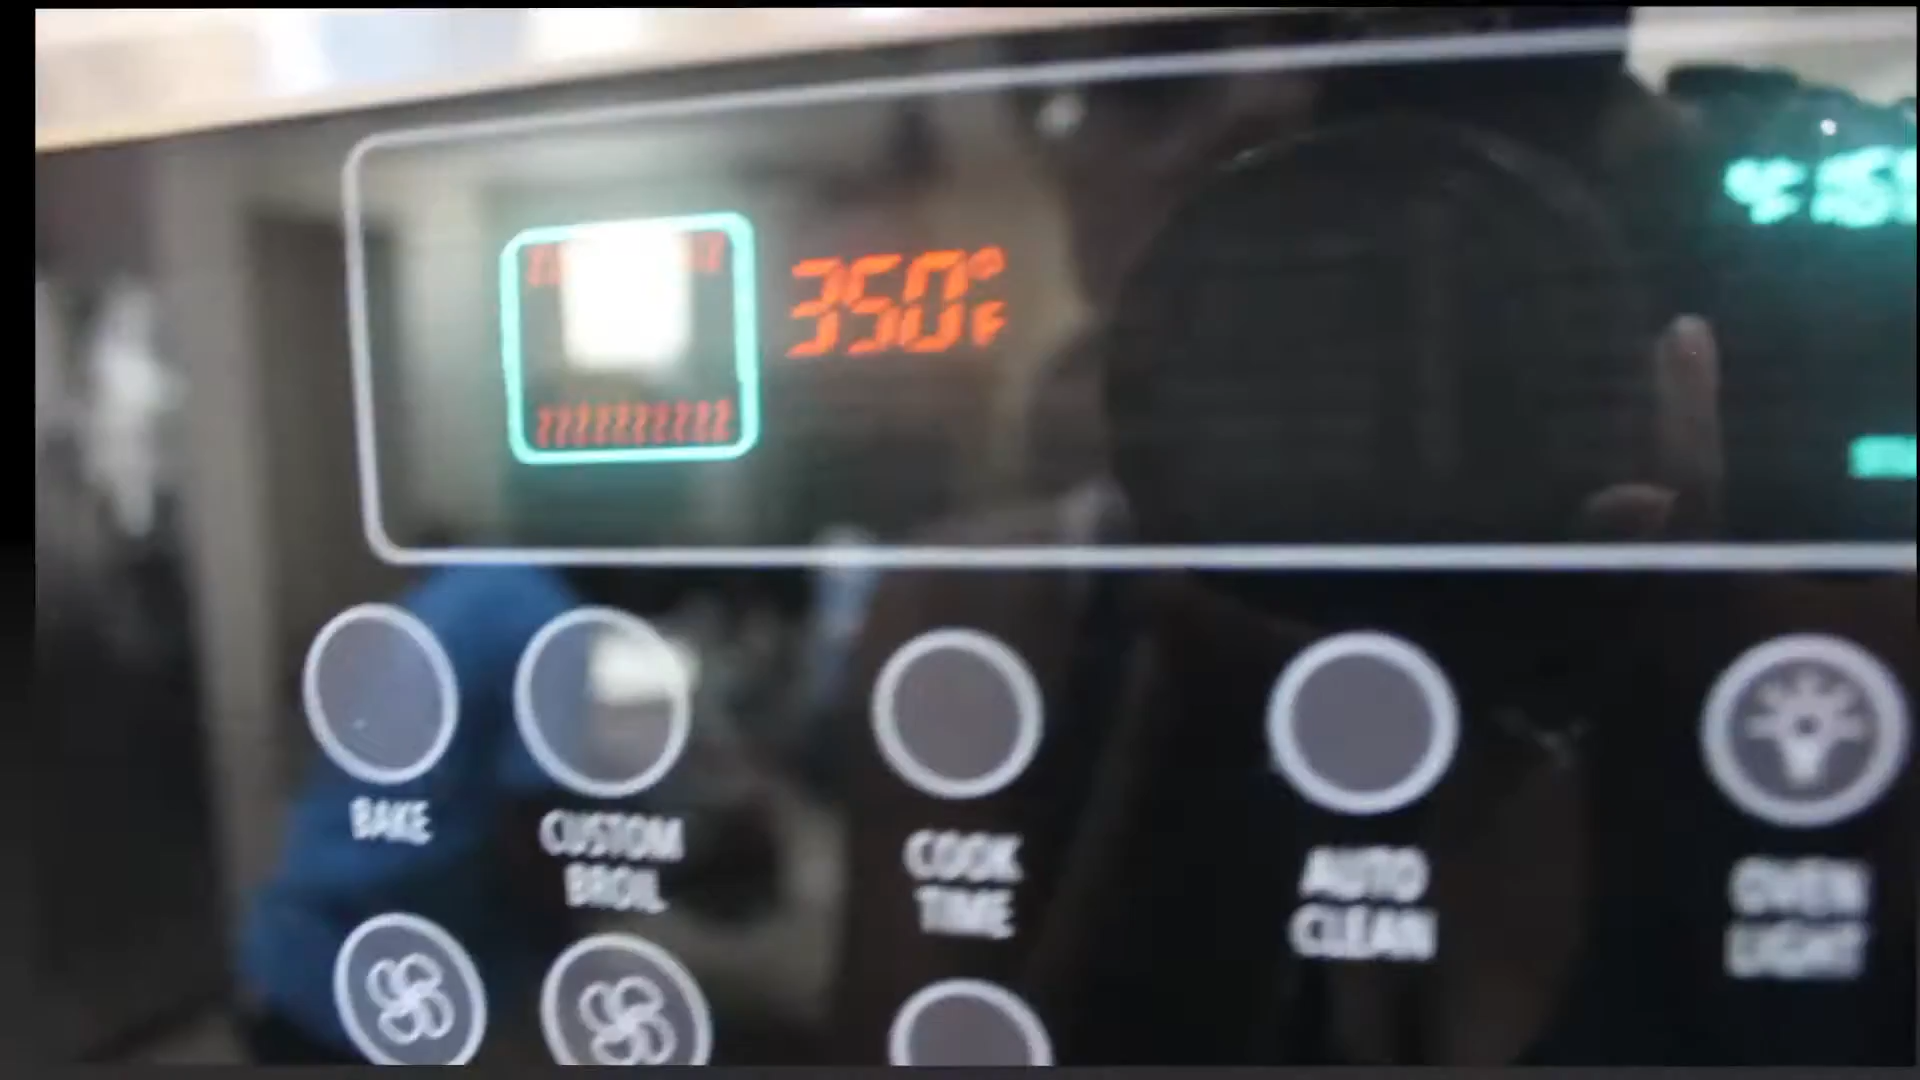 350°F
BAKE
CUSTOM
BROIL
COOK
TIME
AUTO
CLEAN
OVEN
LIGHT